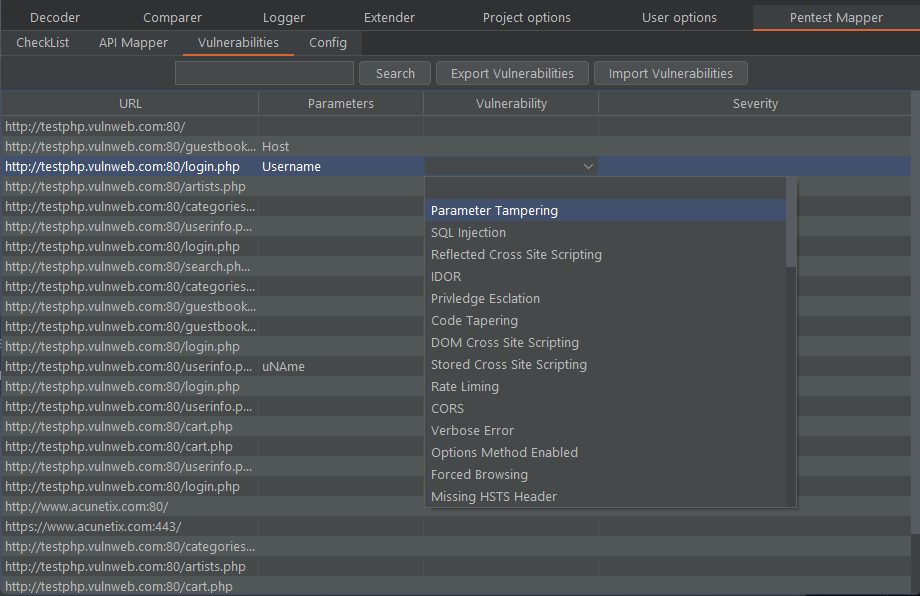 Decoder Comparer Logger Extender Project options User options Pentest Mapper
CheckList API Mapper Vulnerabilities Config
Search Export Vulnerabilities Import Vulnerabilities
URL Parameters Vulnerability Severity
http://testphp.vulnweb.com:80/
http://testphp.vulnweb.com:80/guestbook... Host
http://testphp.vulnweb.com:80/login.php Username
http://testphp.vulnweb.com:80/artists.php
http://testphp.vulnweb.com:80/categories...
http://testphp.vulnweb.com:80/userinfo.p...
http://testphp.vulnweb.com:80/login.php
http://testphp.vulnweb.com:80/search.ph...
http://testphp.vulnweb.com:80/categories...
http://testphp.vulnweb.com:80/guestbook...
http://testphp.vulnweb.com:80/guestbook...
http://testphp.vulnweb.com:80/login.php
http://testphp.vulnweb.com:80/userinfo.p... uNAme
http://testphp.vulnweb.com:80/login.php
http://testphp.vulnweb.com:80/userinfo.p...
http://testphp.vulnweb.com:80/cart.php
http://testphp.vulnweb.com:80/cart.php
http://testphp.vulnweb.com:80/userinfo.p...
http://testphp.vulnweb.com:80/login.php
http://www.acunetix.com:80/
https://www.acunetix.com:443/
http://testphp.vulnweb.com:80/categories...
http://testphp.vulnweb.com:80/artists.php
http://testphp.vulnweb.com:80/cart.php
Parameter Tampering
SQL Injection
Reflected Cross Site Scripting
IDOR
Priviledge Esclation
Code Tapering
DOM Cross Site Scripting
Stored Cross Site Scripting
Rate Liming
CORS
Verbose Error
Options Method Enabled
Forced Browsing
Missing HSTS Header